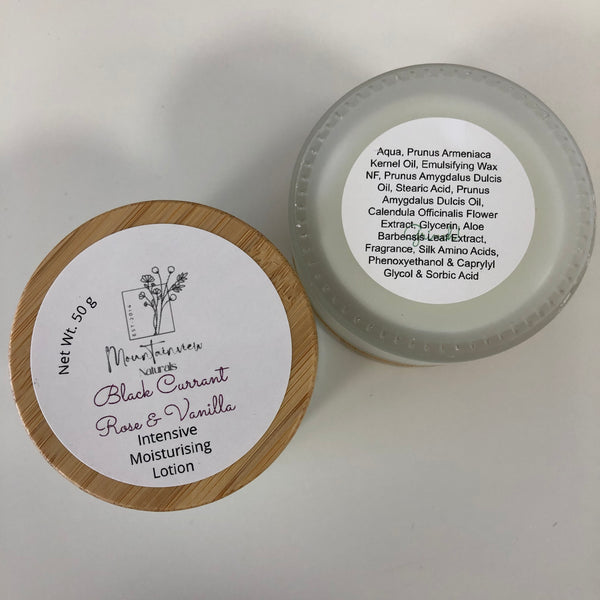 Net Wt. 50 g
EST. 2014
Mountainview
Naturals
Black Currant
Rose & Vanilla
Intensive
Moisturising
Lotion
Aqua, Prunus Armeniaca
Kernel Oil, Emulsifying Wax
NF, Prunus Amygdalus Dulcis
Oil, Stearic Acid, Prunus
Amygdalus Dulcis Oil,
Calendula Officinalis Flower
Extract, Glycerin, Aloe
Barbensis Leaf Extract,
Fragrance, Silk Amino Acids,
Phenoxyethanol & Caprylyl
Glycol & Sorbic Acid